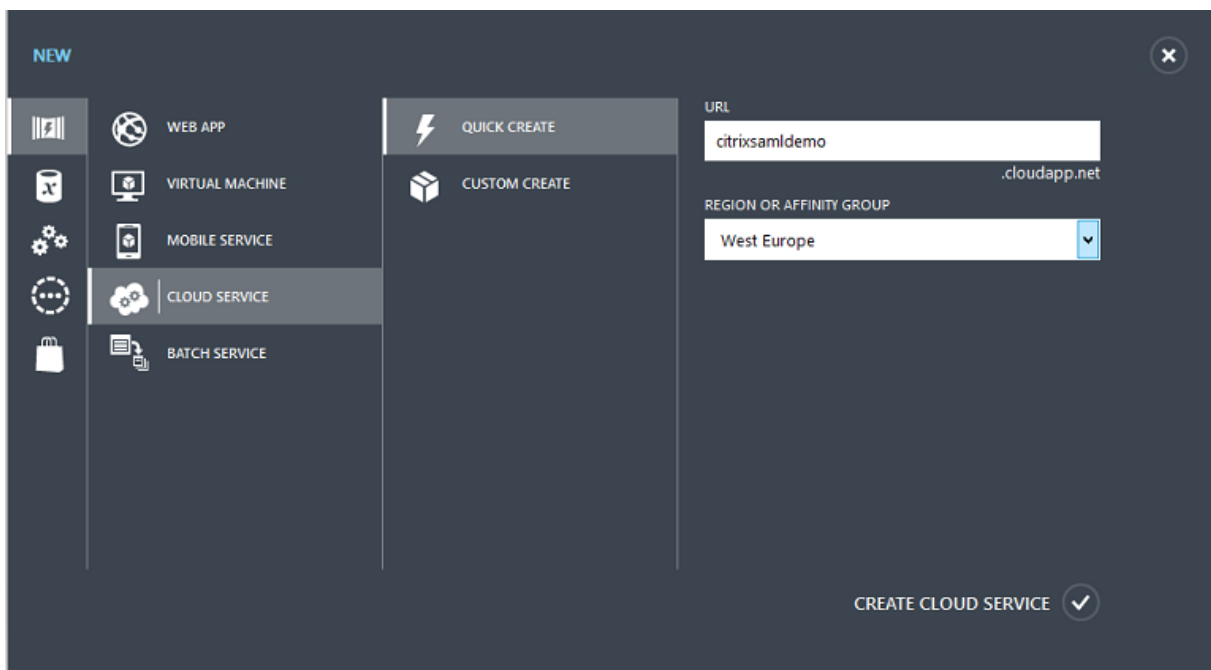 NEW
WEB APP
VIRTUAL MACHINE
MOBILE SERVICE
CLOUD SERVICE
BATCH SERVICE
QUICK CREATE
CUSTOM CREATE
URL
citrixsamldemo
.cloudapp.net
REGION OR AFFINITY GROUP
West Europe
CREATE CLOUD SERVICE